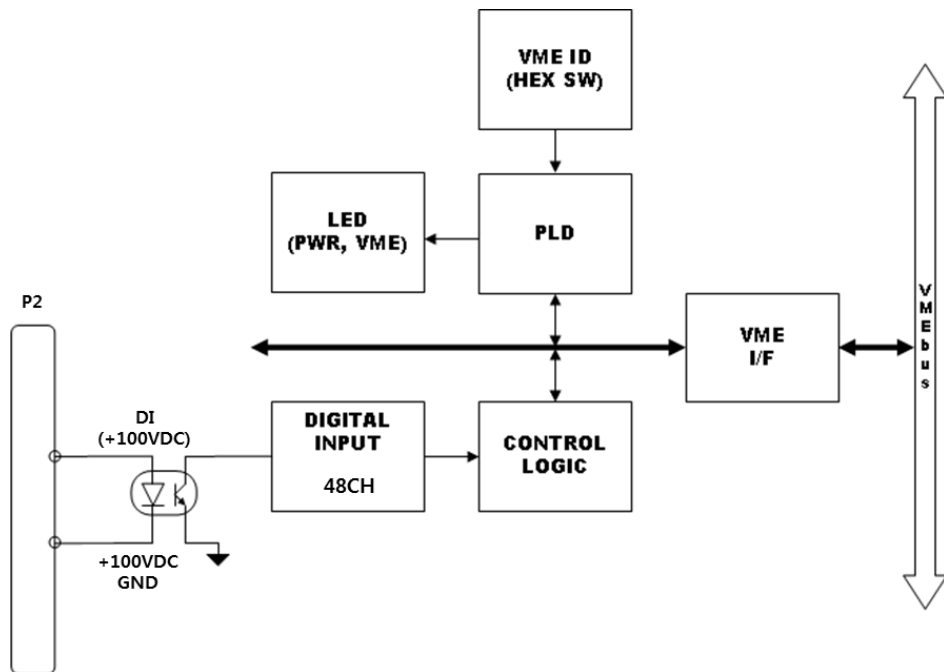 VME ID
(HEX SW)
LED
(PWR, VME)
PLD
P2
VME
I/F
VMEbus
DI
(+100VDC)
DIGITAL
INPUT
48CH
CONTROL
LOGIC
+100VDC
GND